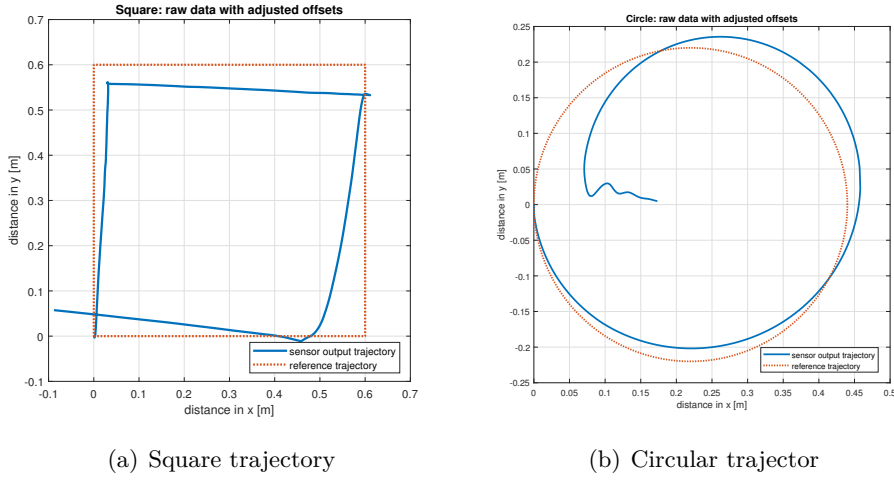 Square: raw data with adjusted offsets
0.7
0.6
0.5
0.4
0.3
0.2
0.1
0
-0.1
distance in y [m]
-0.1 0 0.1 0.2 0.3 0.4 0.5 0.6 0.7
distance in x [m]
sensor output trajectory
reference trajectory
(a) Square trajectory
Circle: raw data with adjusted offsets
0.25
0.2
0.15
0.1
0.05
0
-0.05
-0.1
-0.15
-0.2
-0.25
distance in y [m]
0 0.05 0.1 0.15 0.2 0.25 0.3 0.35 0.4 0.45 0.5
distance in x [m]
sensor output trajectory
reference trajectory
(b) Circular trajector